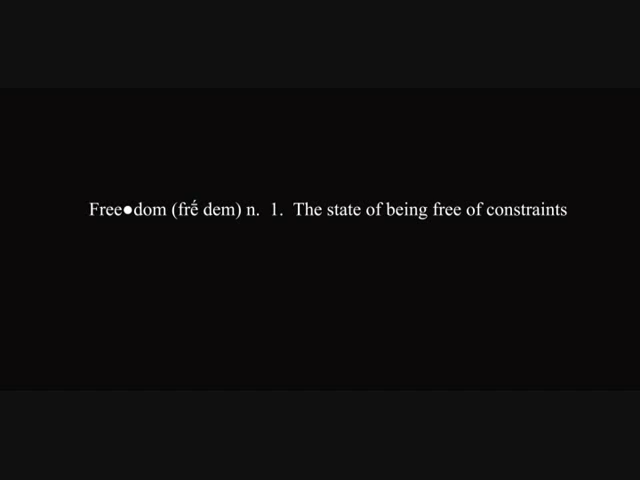 Free●dom (frḗ dem) n. 1. The state of being free of constraints